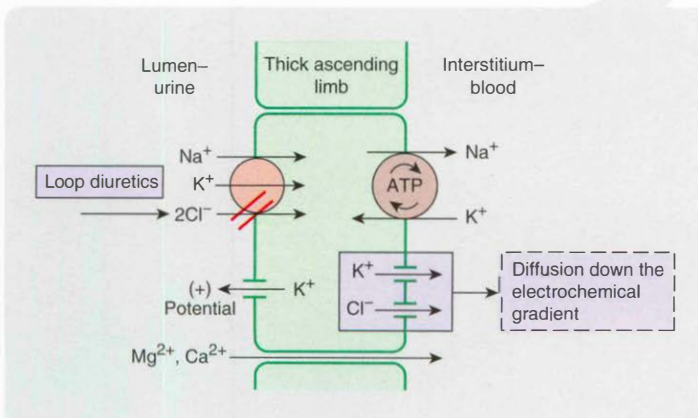 Lumen–
urine
Thick ascending
limb
Interstitium–
blood
Na⁺
Na⁺
Loop diuretics
K⁺
ATP
2Cl⁻
K⁺
K⁺
(+)
Potential
K⁺
Cl⁻
Diffusion down the
electrochemical
gradient
Mg²⁺, Ca²⁺